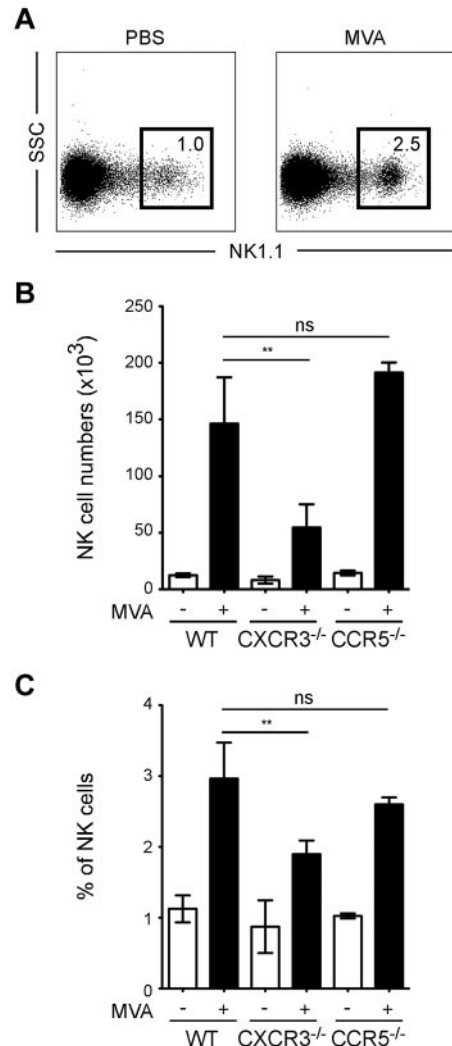 A
PBS MVA
SSC
1.0 2.5
NK1.1
B
ns
**
NK cell numbers (x10³)
250
200
150
100
50
0
MVA - + - + - +
WT CXCR3-/- CCR5-/-
C
ns
**
% of NK cells
4
3
2
1
0
MVA - + - + - +
WT CXCR3-/- CCR5-/-